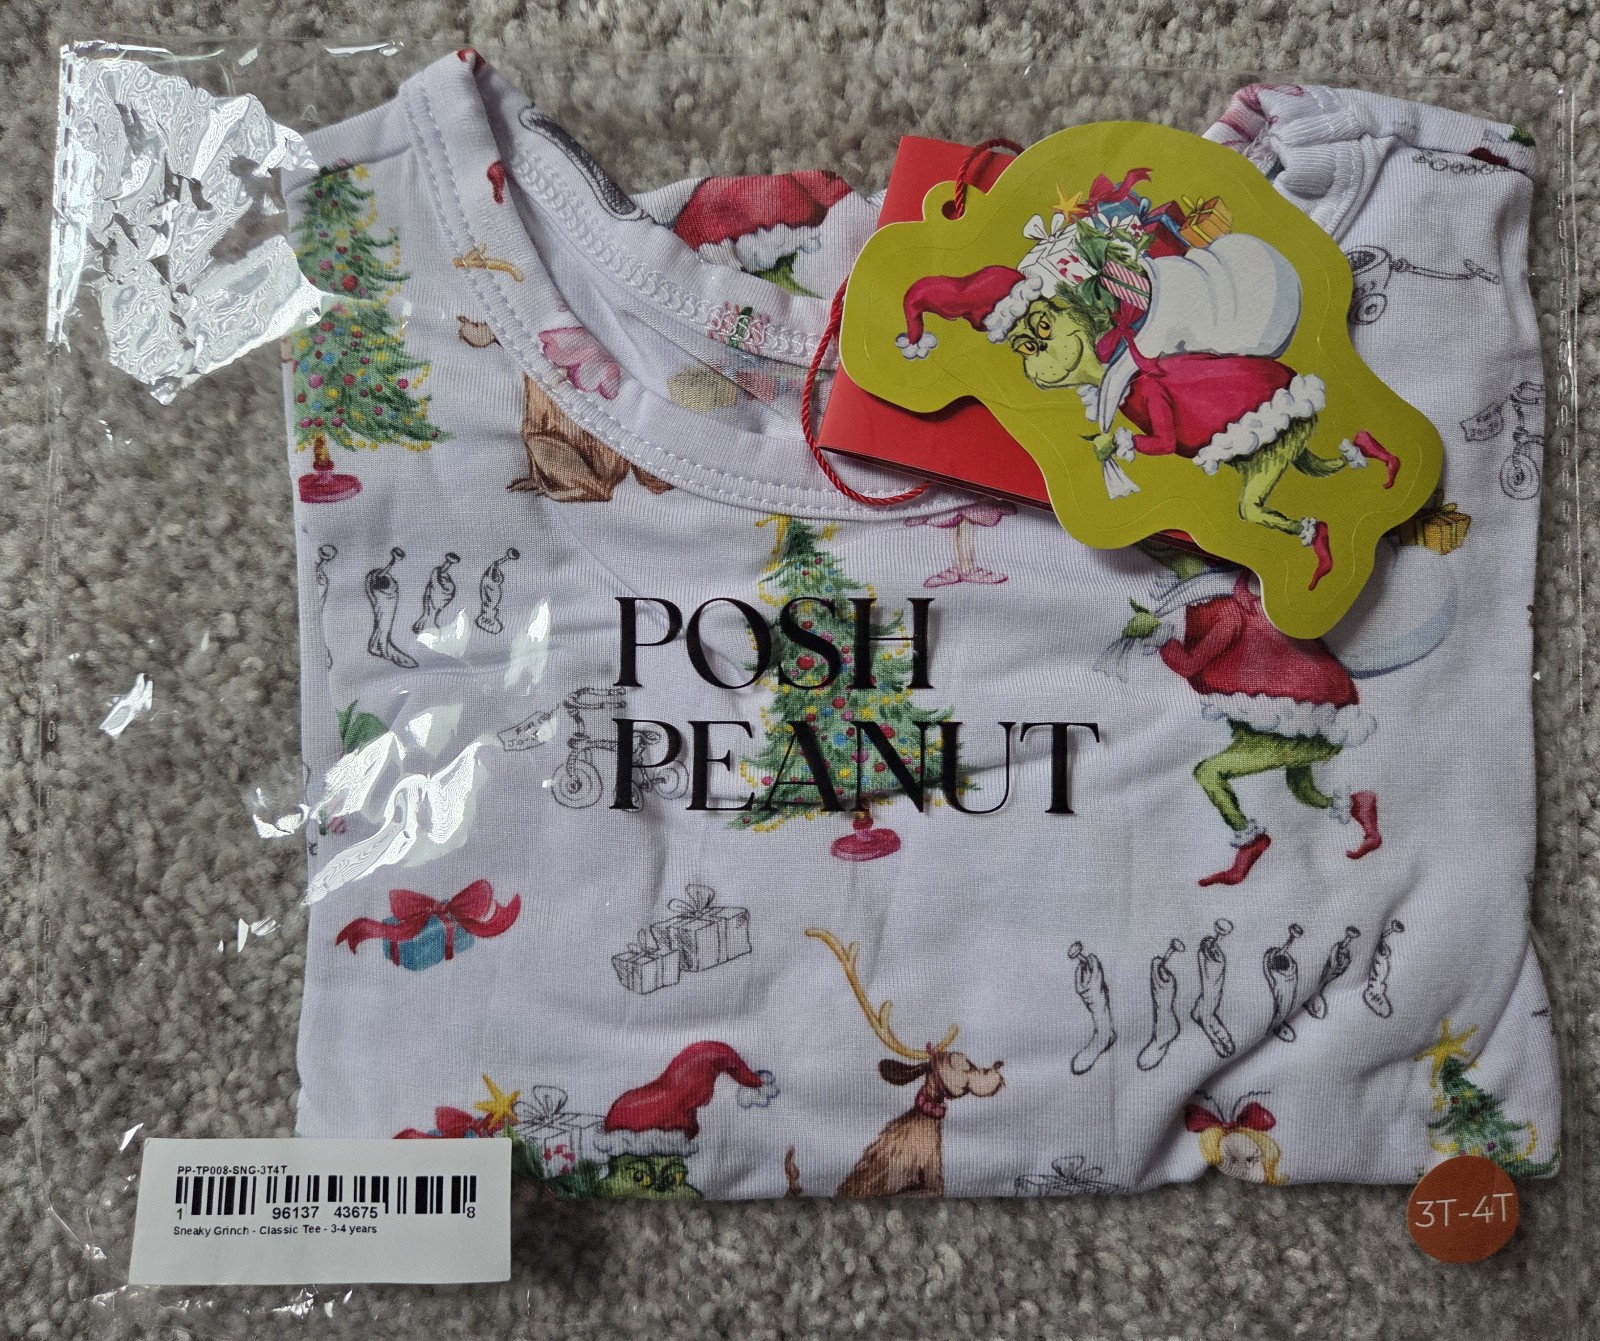 POSH
PEANUT
PP-TP008-SNG-3T4T
1 96137 43675 8
Sneaky Grinch - Classic Tee - 3-4 years
3T-4T